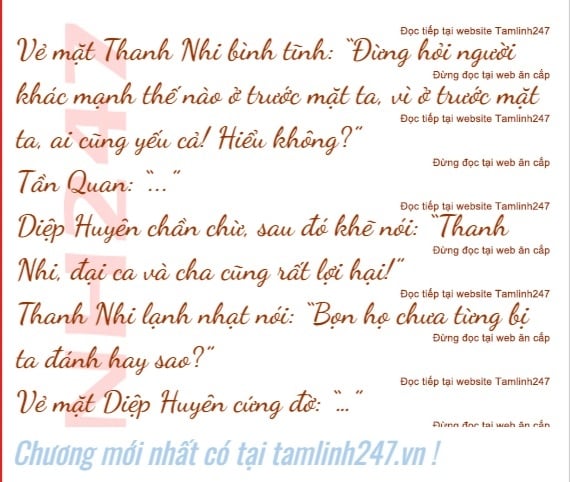 Đọc tiếp tại website Tamlinh247
Vẻ mặt Thanh Nhi bình tĩnh: “Đừng hỏi người
Đừng đọc tại web ăn cắp
khác mạnh thế nào ở trước mặt ta, vì ở trước mặt
Đọc tiếp tại website Tamlinh247
ta, ai cũng yếu cả! Hiểu không?”
Đừng đọc tại web ăn cắp
Tần Quan: “...”
Đọc tiếp tại website Tamlinh247
Diệp Huyên chần chừ, sau đó khẽ nói: “Thanh
Đừng đọc tại web ăn cắp
Nhi, đại ca và cha cũng rất lợi hại!”
Đọc tiếp tại website Tamlinh247
Thanh Nhi lạnh nhạt nói: “Bọn họ chưa từng bị
Đừng đọc tại web ăn cắp
ta đánh hay sao?”
Đọc tiếp tại website Tamlinh247
Vẻ mặt Diệp Huyên cứng đờ: “...”
Đừng đọc tại web ăn cắp
NH247
Chương mới nhất có tại tamlinh247.vn !